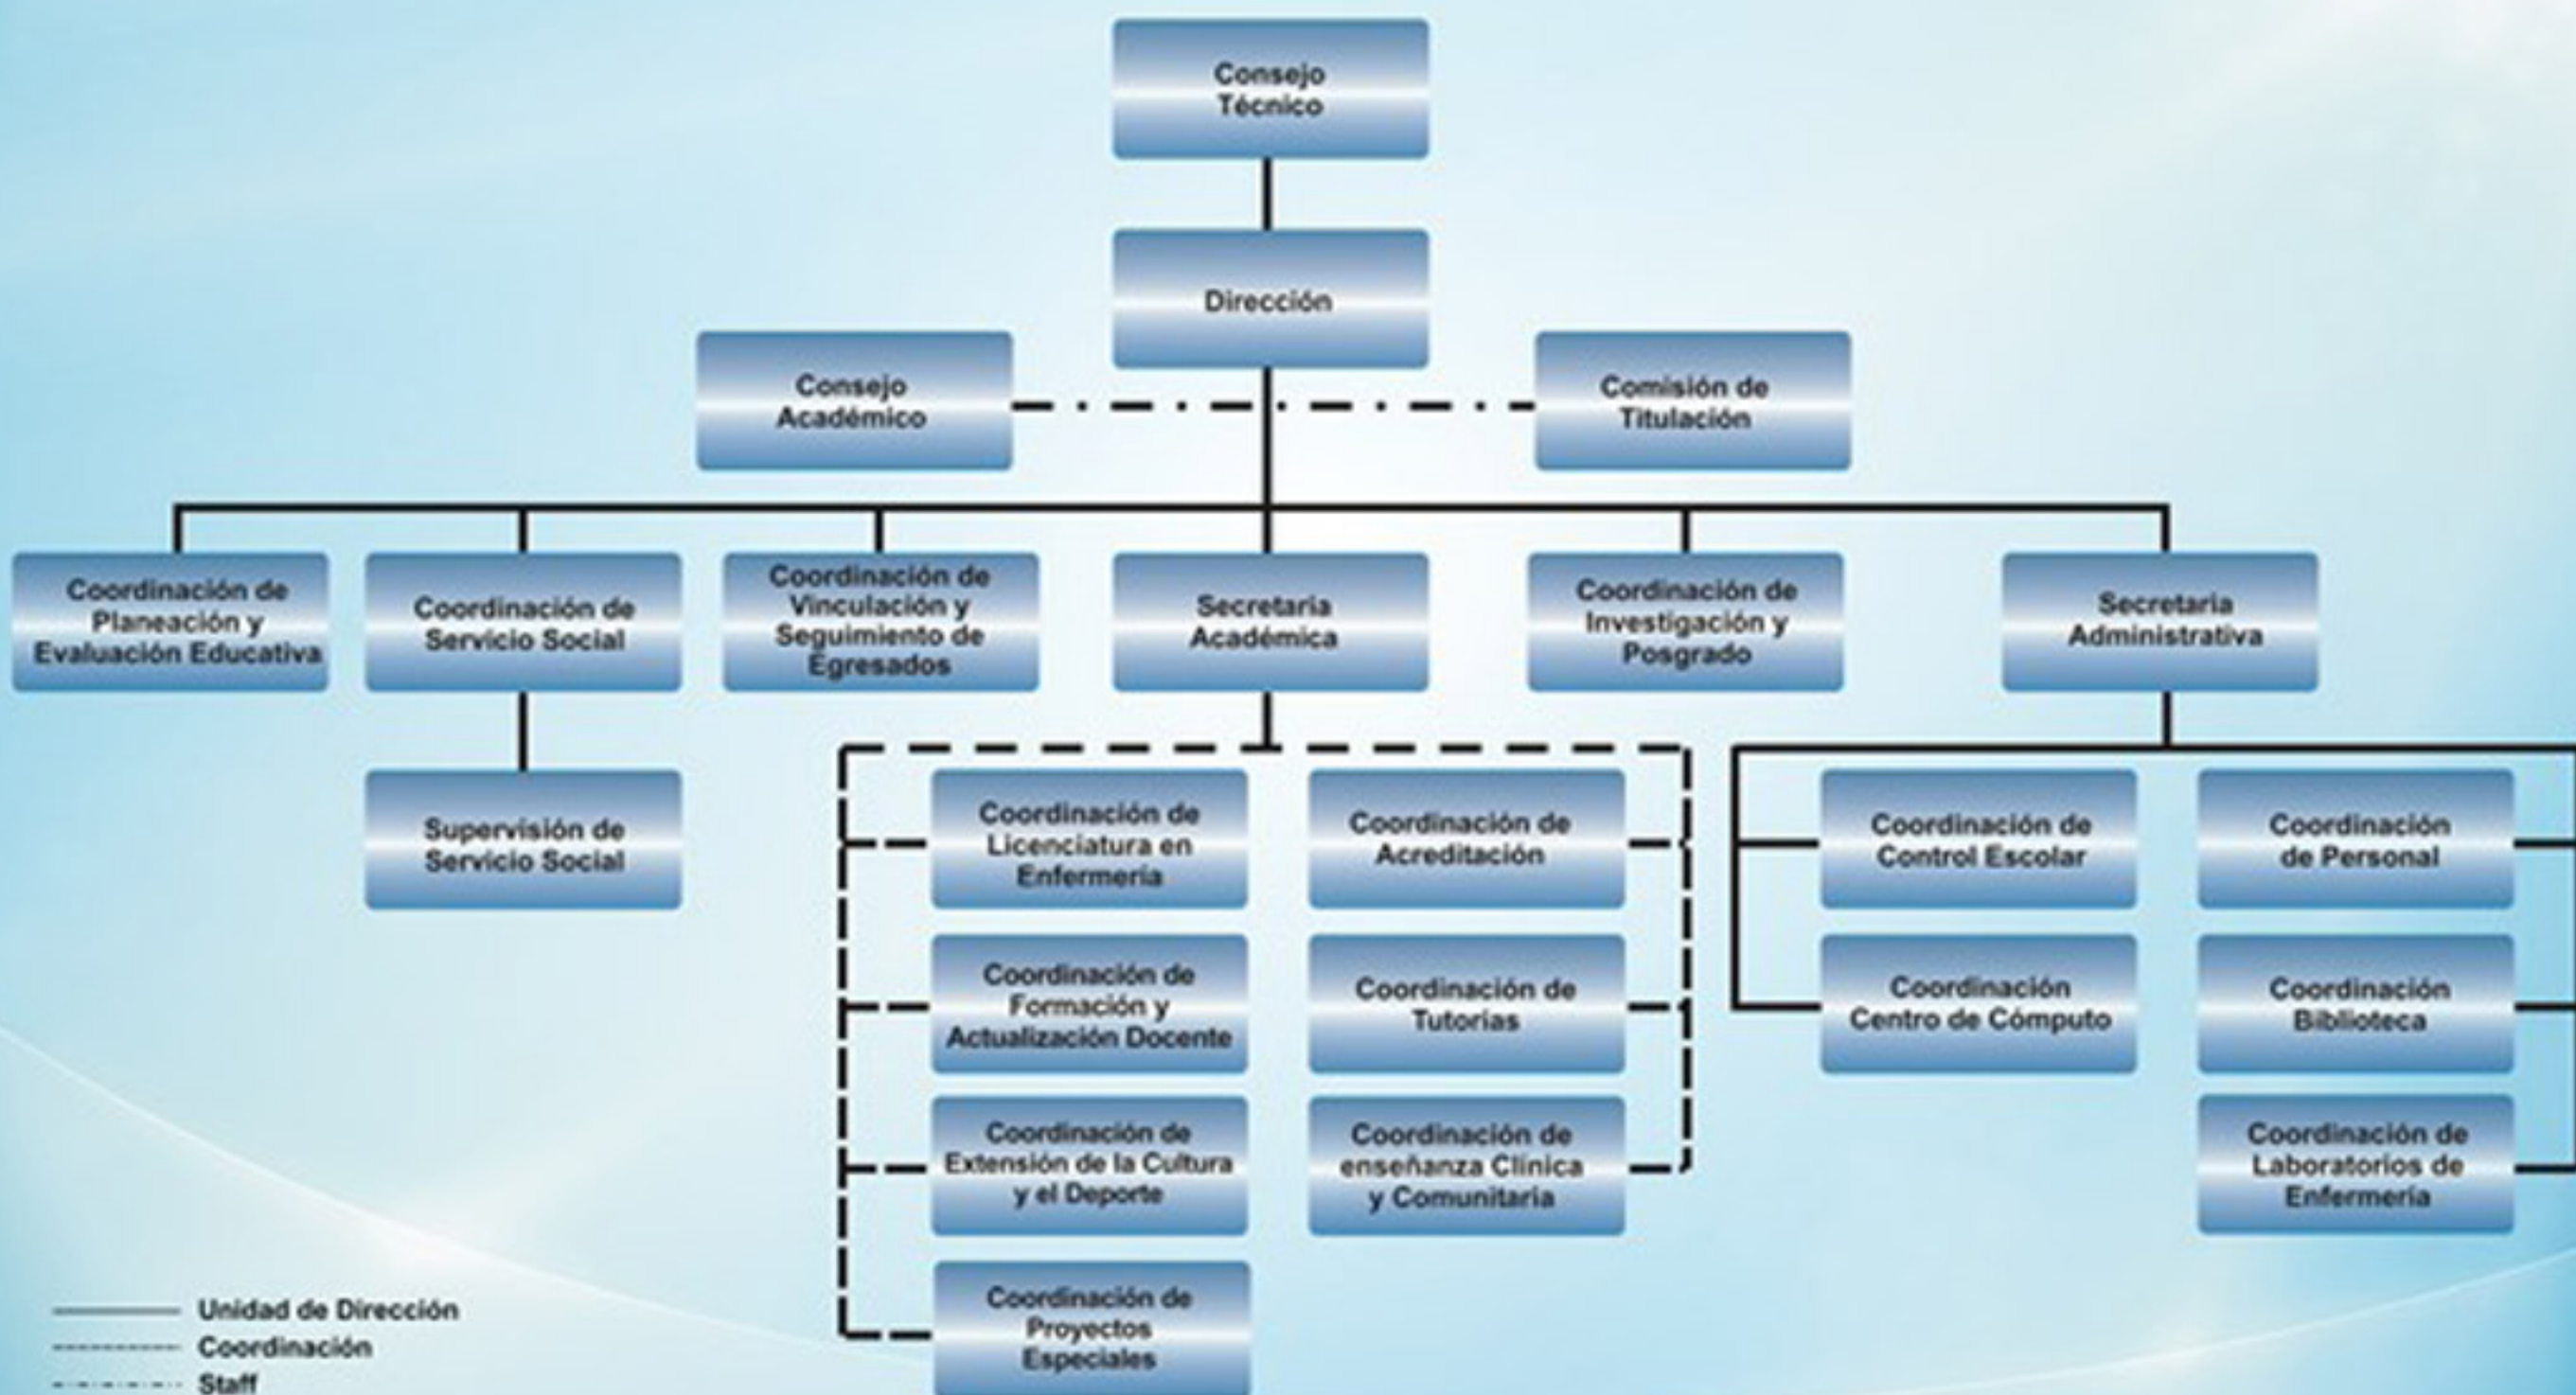 Consejo
Técnico
Dirección
Consejo
Académico
Comisión de
Titulación
Coordinación de
Planeación y
Evaluación Educativa
Coordinación de
Servicio Social
Coordinación de
Vinculación y
Seguimiento de
Egresados
Secretaria
Académica
Coordinación de
Investigación y
Posgrado
Secretaria
Administrativa
Supervisión de
Servicio Social
Coordinación de
Licenciatura en
Enfermería
Coordinación de
Acreditación
Coordinación de
Control Escolar
Coordinación
de Personal
Coordinación de
Formación y
Actualización Docente
Coordinación de
Tutorías
Coordinación
Centro de Cómputo
Coordinación
Biblioteca
Coordinación de
Extensión de la Cultura
y el Deporte
Coordinación de
enseñanza Clínica
y Comunitaria
Coordinación de
Laboratorios de
Enfermería
Coordinación de
Proyectos
Especiales
Unidad de Dirección
Coordinación
Staff